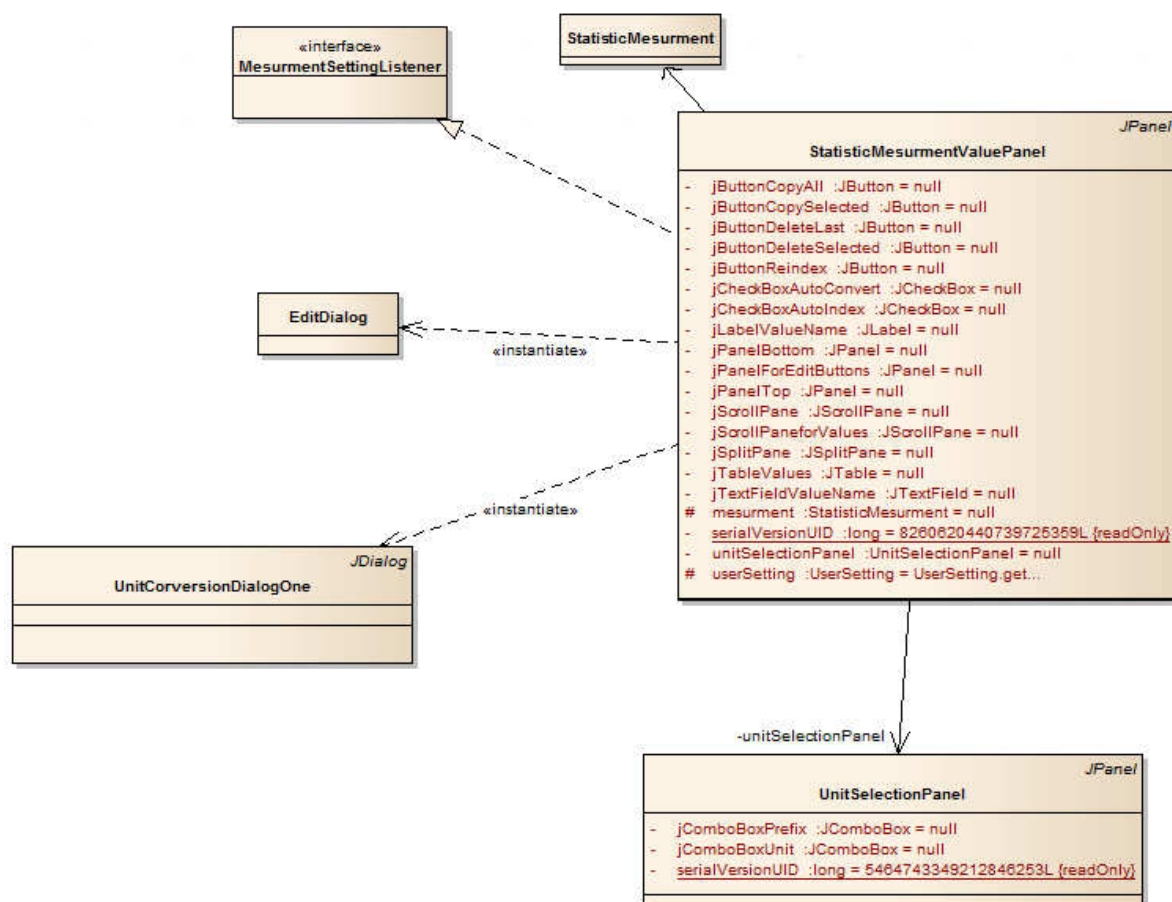 «interface»
MesurmentSettingListener
StatisticMesurment
JPanel
StatisticMesurmentValuePanel
- jButtonCopyAll :JButton = null
- jButtonCopySelected :JButton = null
- jButtonDeleteLast :JButton = null
- jButtonDeleteSelected :JButton = null
- jButtonReindex :JButton = null
- jCheckBoxAutoConvert :JCheckBox = null
- jCheckBoxAutoIndex :JCheckBox = null
- jLabelValueName :JLabel = null
- jPanelBottom :JPanel = null
- jPanelForEditButtons :JPanel = null
- jPanelTop :JPanel = null
- jScrollPane :JScrollPane = null
- jScrollPaneforValues :JScrollPane = null
- jSplitPane :JSplitPane = null
- jTableValues :JTable = null
- jTextFieldValueName :JTextField = null
# mesurment :StatisticMesurment = null
- serialVersionUID :long = 8260620440739725359L {readOnly}
- unitSelectionPanel :UnitSelectionPanel = null
# userSetting :UserSetting = UserSetting.get...
EditDialog
«instantiate»
«instantiate»
JDialog
UnitCorversionDialogOne
-unitSelectionPanel
JPanel
UnitSelectionPanel
- jComboBoxPrefix :JComboBox = null
- jComboBoxUnit :JComboBox = null
- serialVersionUID :long = 5464743349212846253L {readOnly}